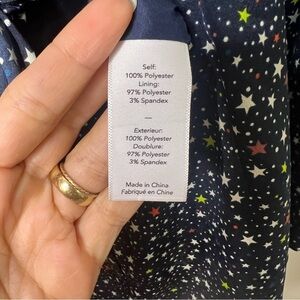 Self:
100% Polyester
Lining:
97% Polyester
3% Spandex
—
Exterieur:
100% Polyester
Doublure:
97% Polyester
3% Spandex
Made in China
Fabriqué en Chine